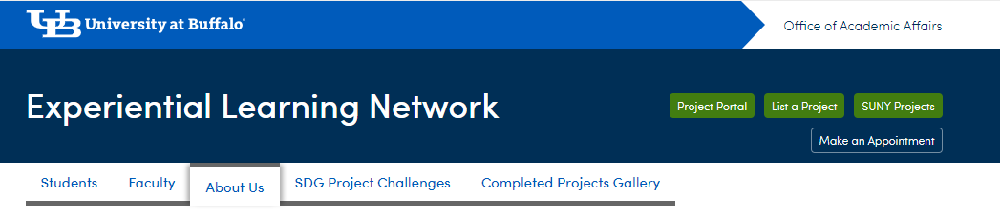 UB University at Buffalo
Office of Academic Affairs
Experiential Learning Network
Project Portal List a Project SUNY Projects
Make an Appointment
Students Faculty About Us SDG Project Challenges Completed Projects Gallery